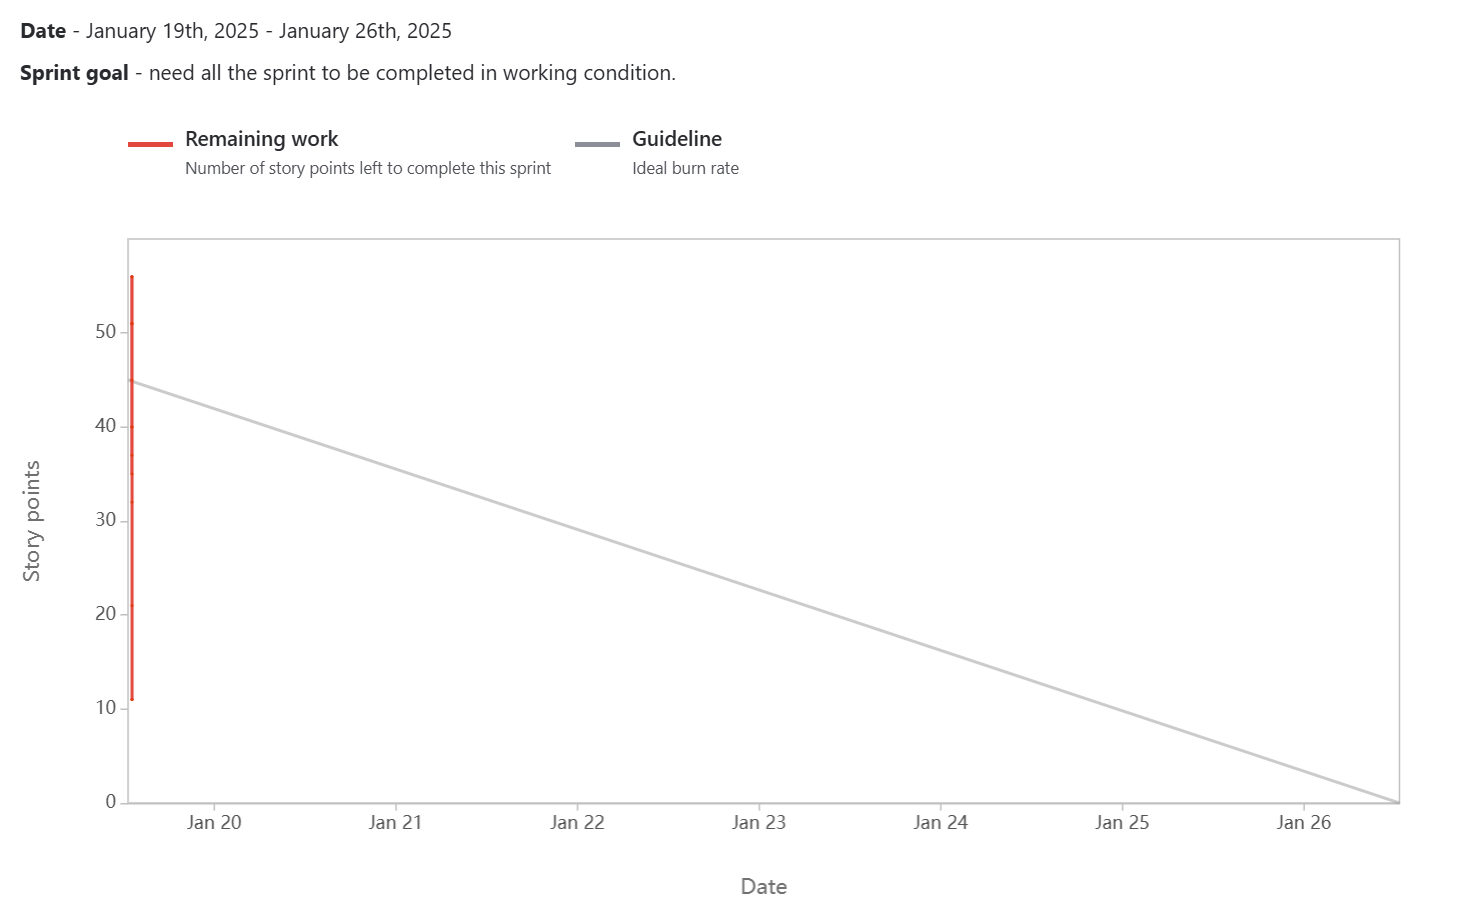 Date - January 19th, 2025 - January 26th, 2025
Sprint goal - need all the sprint to be completed in working condition.
Remaining work
Number of story points left to complete this sprint
Guideline
Ideal burn rate
Story points
50
40
30
20
10
0
Jan 20
Jan 21
Jan 22
Jan 23
Jan 24
Jan 25
Jan 26
Date